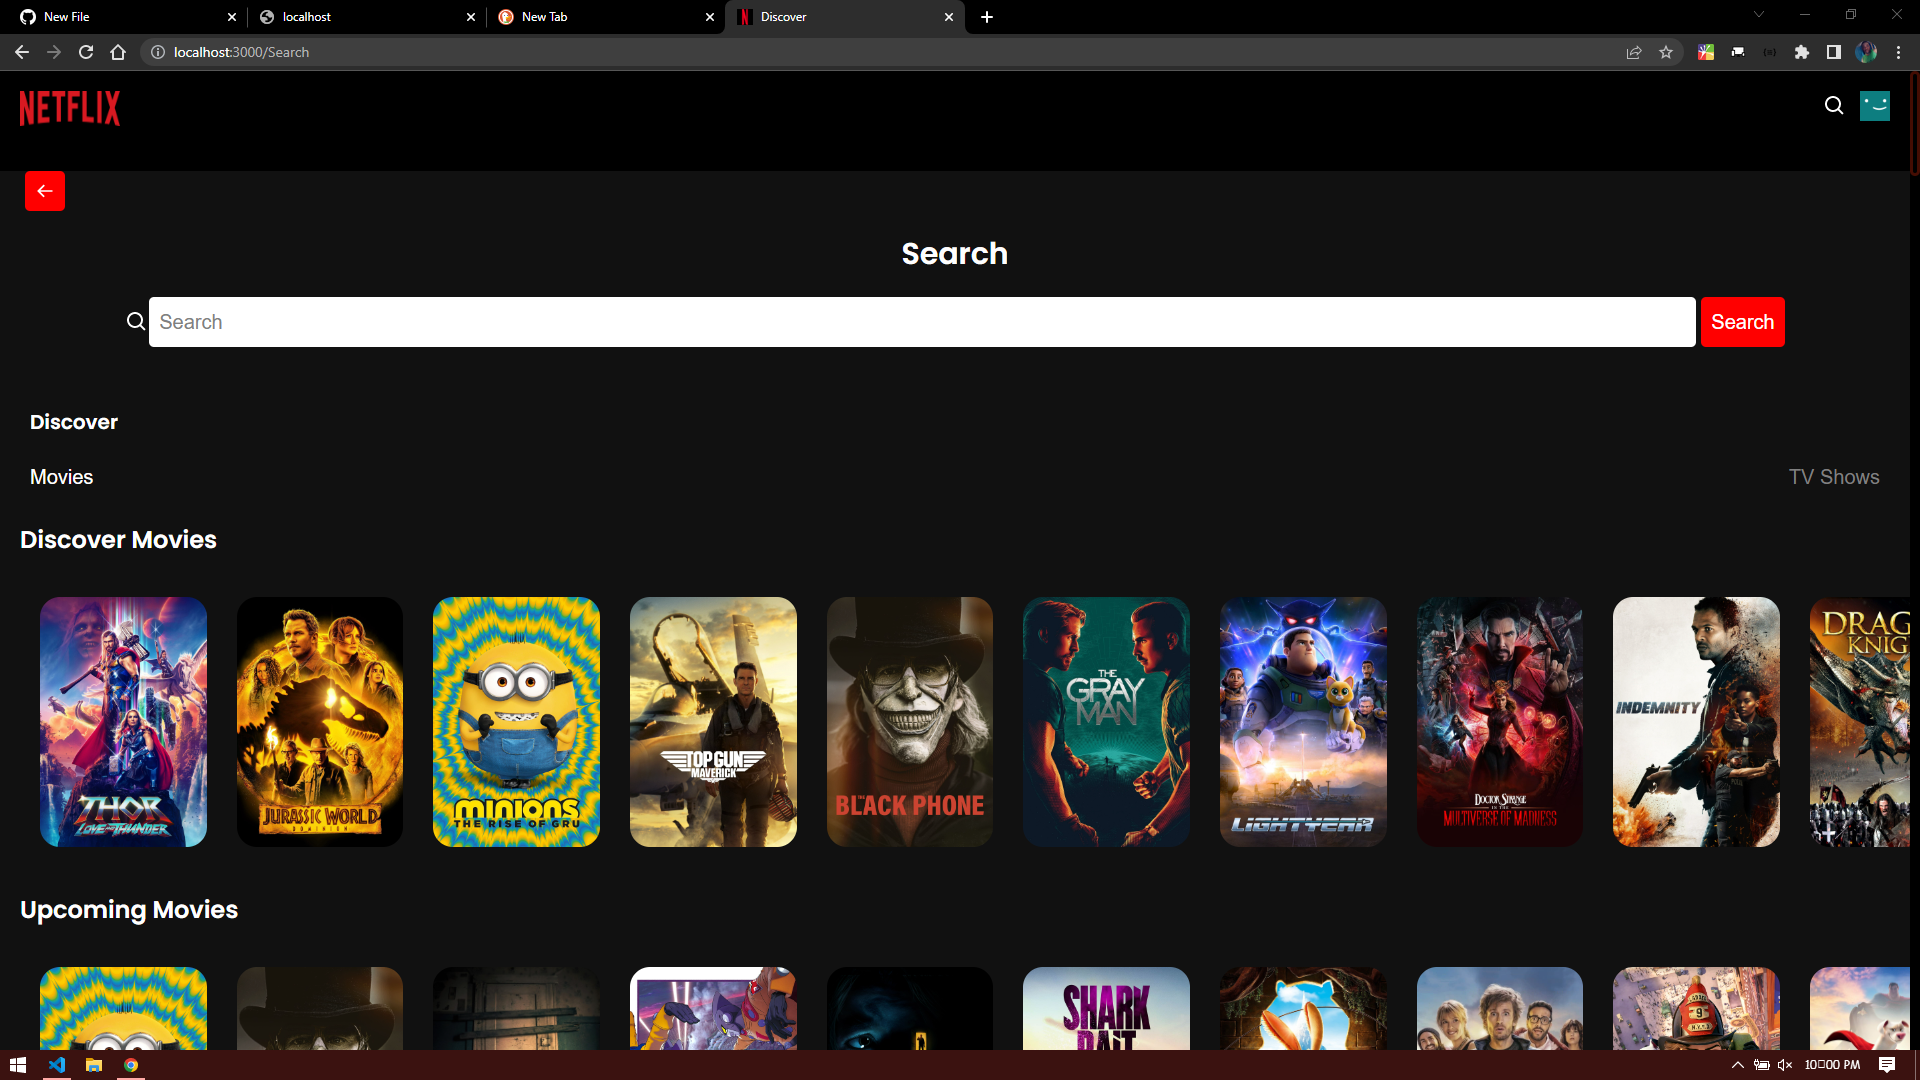 New File
localhost
New Tab
Discover
localhost:3000/Search
NETFLIX
Search
Search
Search
Discover
Movies
TV Shows
Discover Movies
THOR
LOVE AND THUNDER
JURASSIC WORLD
DOMINION
MINIONS
THE RISE OF GRU
TOP GUN
MAVERICK
THE
BLACK PHONE
THE
GRAY
MAN
LIGHTYEAR
DOCTOR STRANGE
IN THE
MULTIVERSE OF MADNESS
INDEMNITY
DRAG
KNIG
Upcoming Movies
SHARK
BAIT
9
10:00 PM